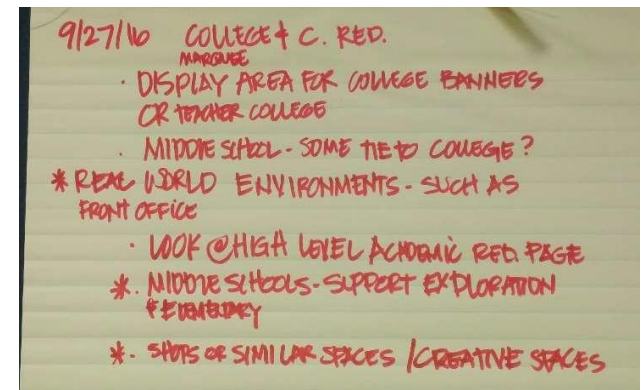 9/27/16 COLLEGE & C. RED.
MARQUEE
· DISPLAY AREA FOR COLLEGE BANNERS
OR TEACHER COLLEGE
· MIDDLE SCHOOL - SOME TIE TO COLLEGE?
* REAL WORLD ENVIRONMENTS - SUCH AS
FRONT OFFICE
· LOOK @ HIGH LEVEL ACADEMIC RED. PAGE
*. MIDDLE SCHOOLS - SUPPORT EXPLORATION
& ELEMENTARY
*. SHOPS OR SIMILAR SPACES / CREATIVE SPACES